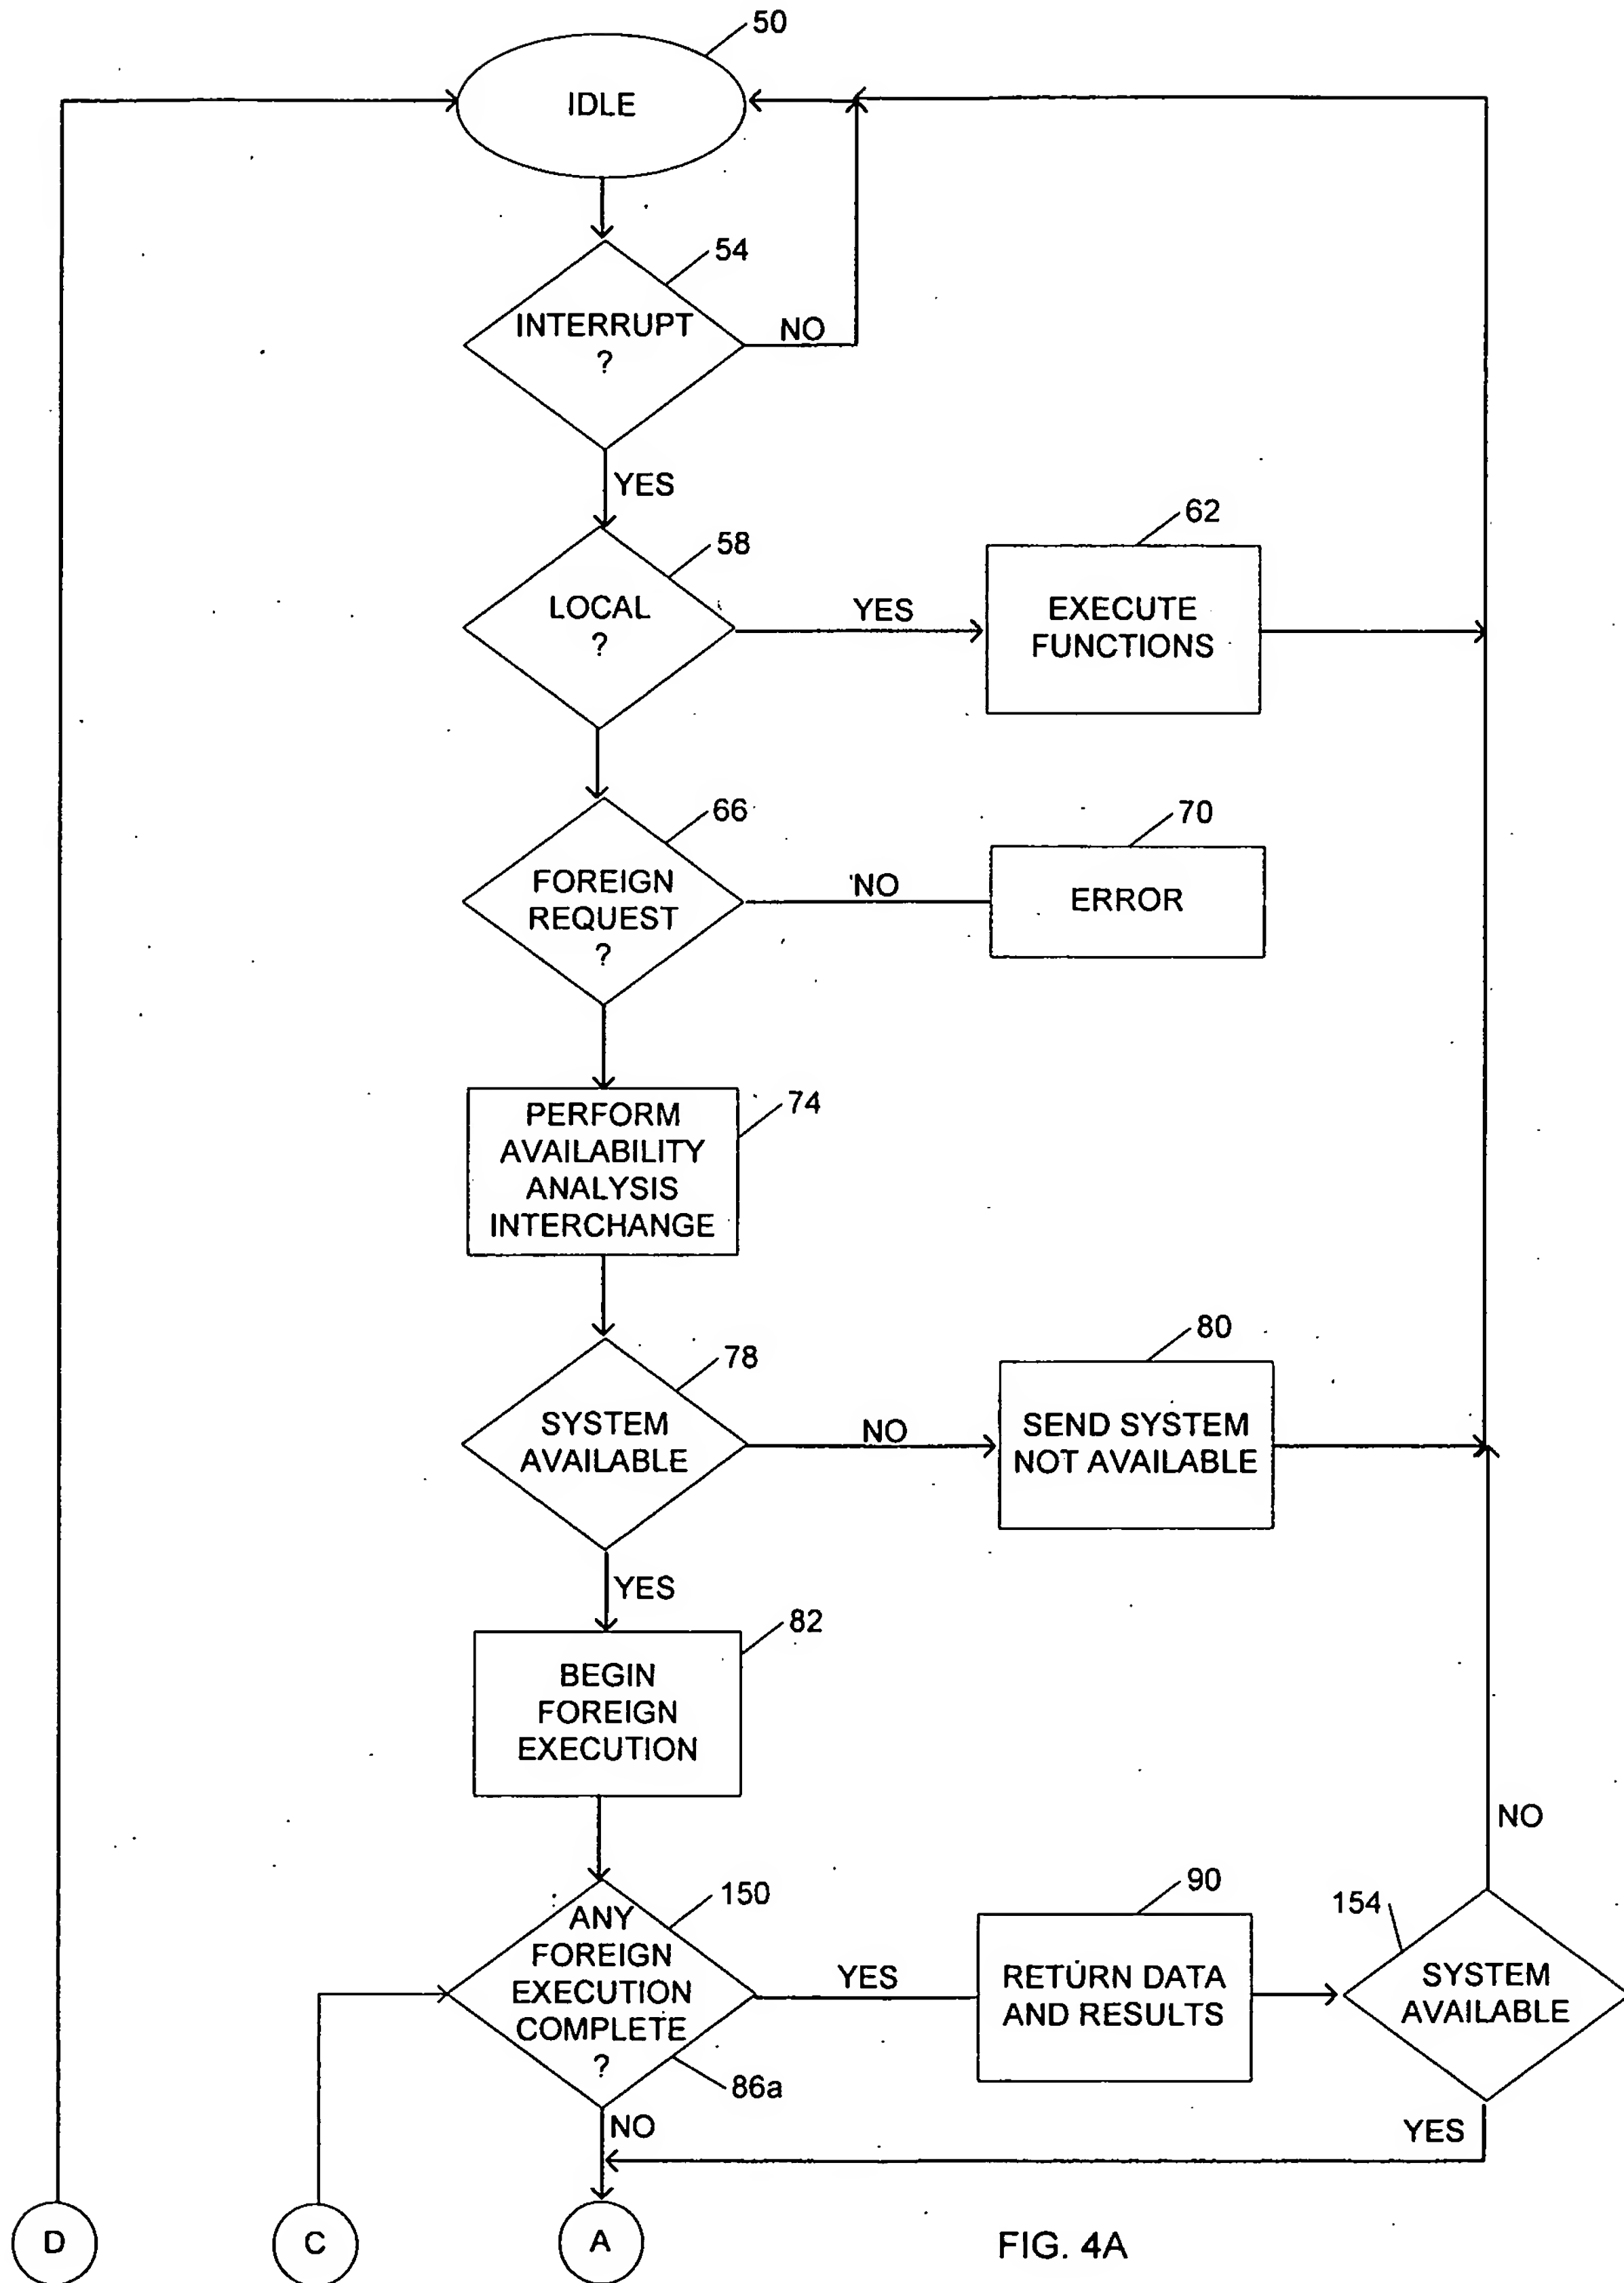 50
IDLE
54
INTERRUPT
?
NO
YES
58
LOCAL
?
YES
62
EXECUTE
FUNCTIONS
66
FOREIGN
REQUEST
?
NO
70
ERROR
74
PERFORM
AVAILABILITY
ANALYSIS
INTERCHANGE
78
SYSTEM
AVAILABLE
NO
80
SEND SYSTEM
NOT AVAILABLE
YES
82
BEGIN
FOREIGN
EXECUTION
150
ANY
FOREIGN
EXECUTION
COMPLETE
?
86a
YES
90
RETURN DATA
AND RESULTS
154
SYSTEM
AVAILABLE
NO
YES
NO
D
C
A
FIG. 4A